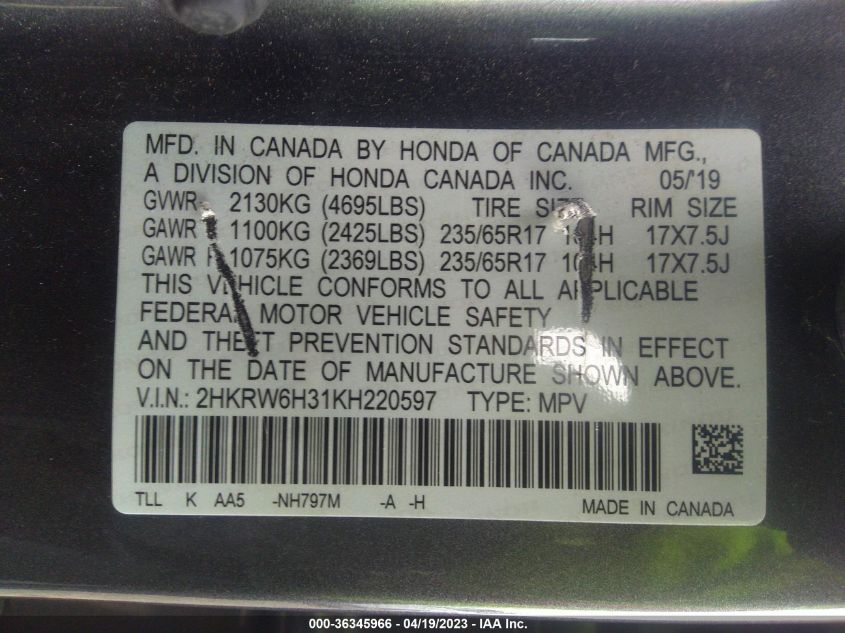 MFD. IN CANADA BY HONDA OF CANADA MFG.,
A DIVISION OF HONDA CANADA INC. 05/'19
GVWR 2130KG (4695LBS) TIRE SIZE RIM SIZE
GAWR 1100KG (2425LBS) 235/65R17 104H 17X7.5J
GAWR 1075KG (2369LBS) 235/65R17 104H 17X7.5J
THIS VEHICLE CONFORMS TO ALL APPLICABLE
FEDERAL MOTOR VEHICLE SAFETY
AND THEFT PREVENTION STANDARDS IN EFFECT
ON THE DATE OF MANUFACTURE SHOWN ABOVE.
V.I.N.: 2HKRW6H31KH220597 TYPE: MPV
TLL K AA5 -NH797M -A -H MADE IN CANADA
000-36345966 - 04/19/2023 - IAA Inc.